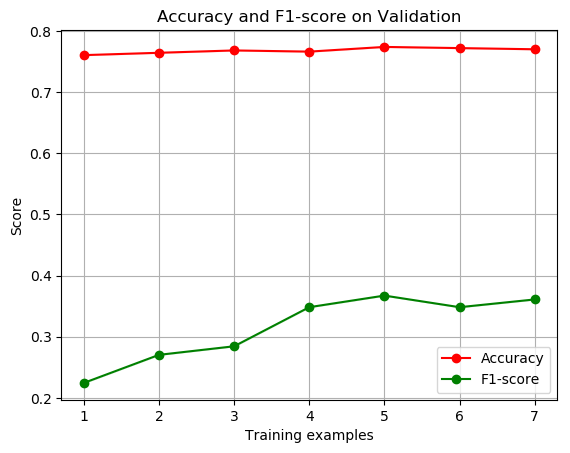 Accuracy and F1-score on Validation
0.8
0.7
0.6
0.5
0.4
0.3
0.2
Score
Accuracy
F1-score
1 2 3 4 5 6 7
Training examples